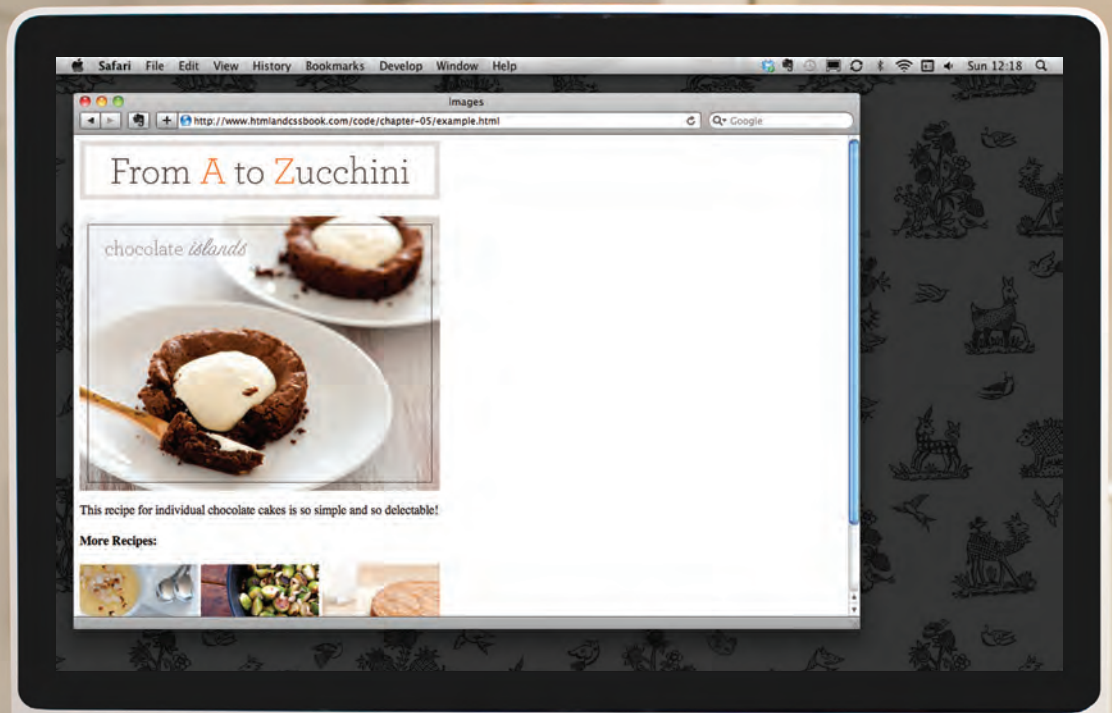 Safari File Edit View History Bookmarks Develop Window Help
Sun 12:18
Images
http://www.htmlandcssbook.com/code/chapter-05/example.html
Google
From A to Zucchini
chocolate islands
This recipe for individual chocolate cakes is so simple and so delectable!
More Recipes: